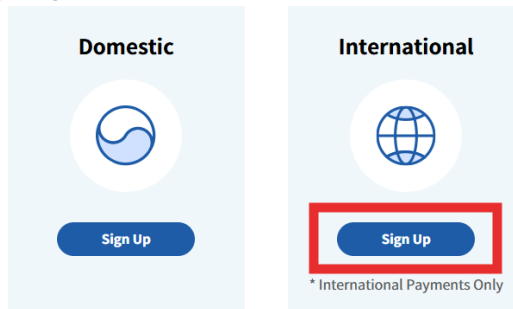 Domestic
International
Sign Up
Sign Up
* International Payments Only